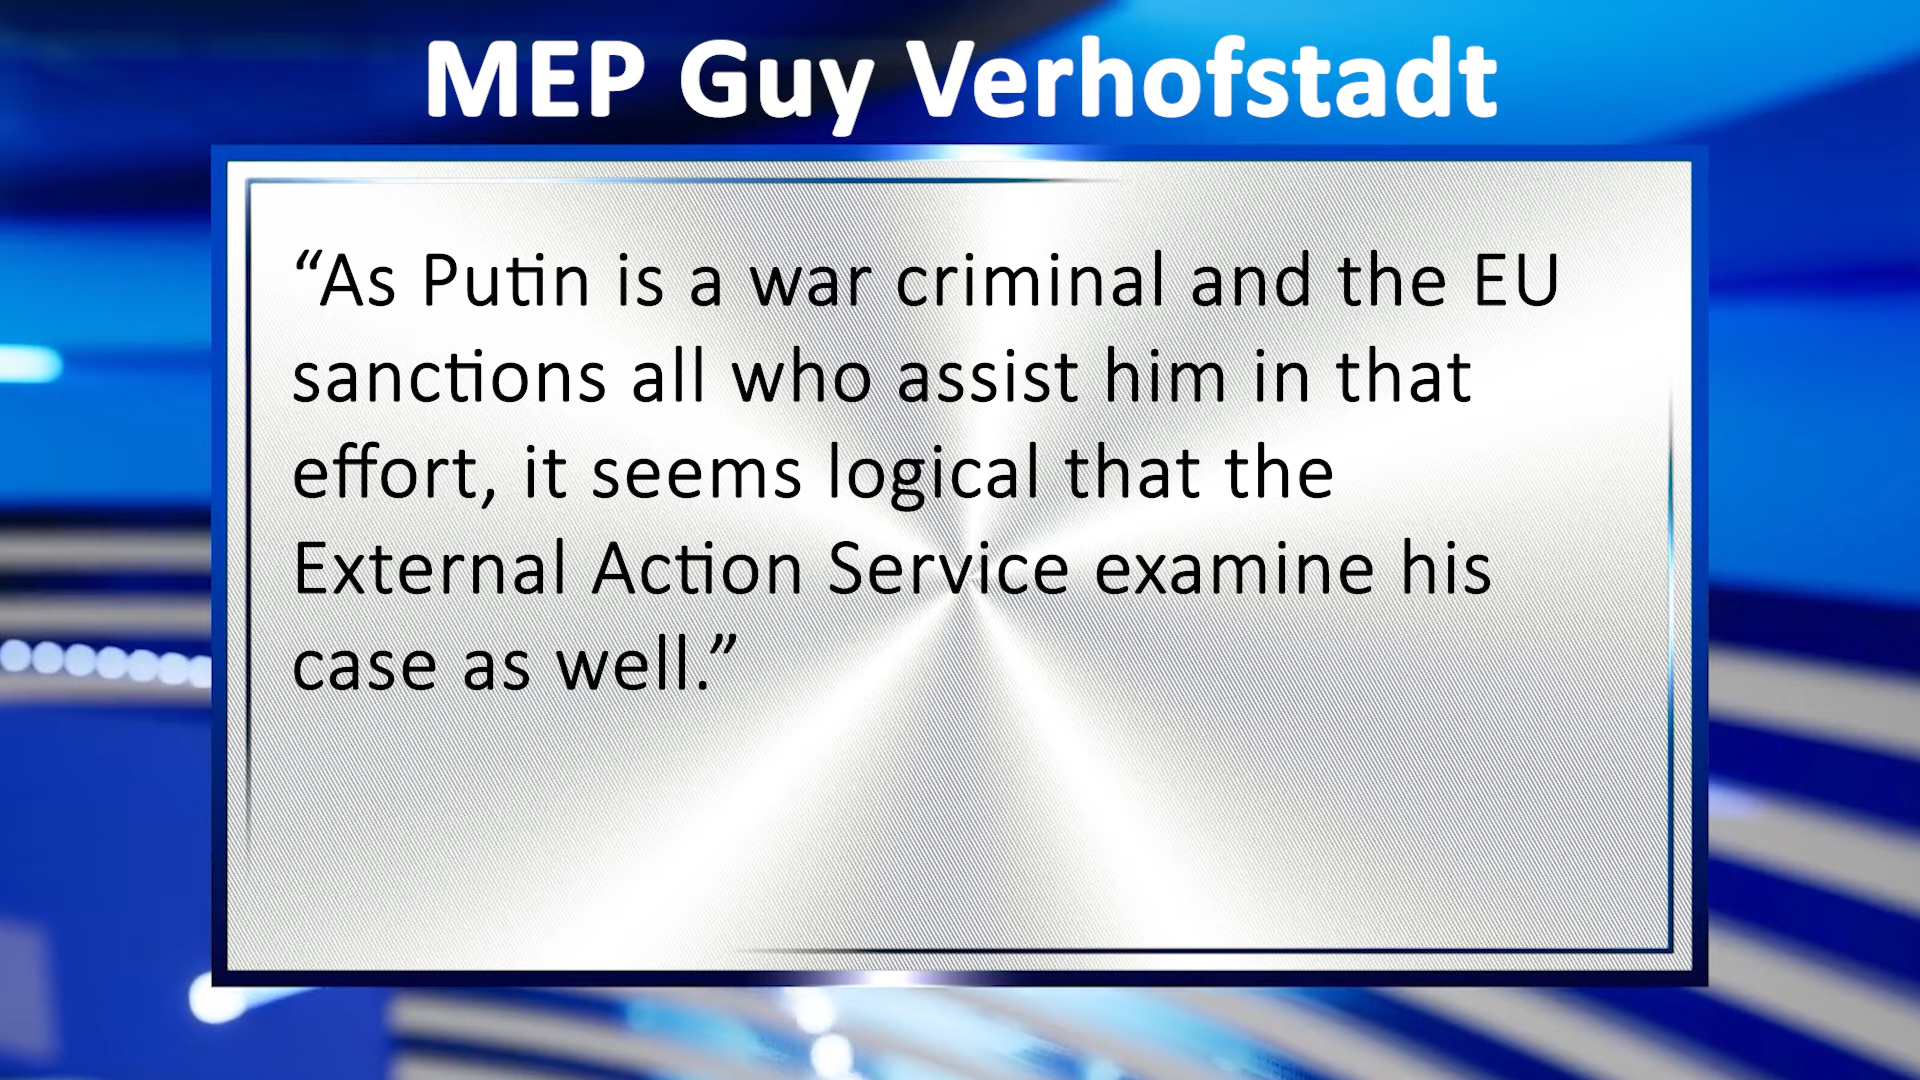 MEP Guy Verhofstadt
“As Putin is a war criminal and the EU
sanctions all who assist him in that
effort, it seems logical that the
External Action Service examine his
case as well.”